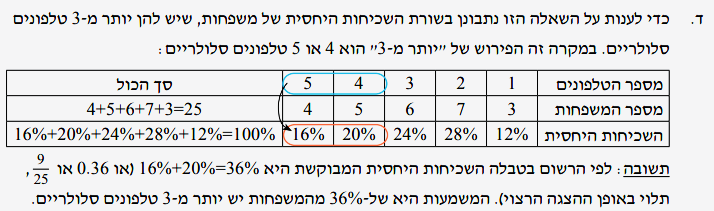 ד. כדי לענות על השאלה הזו נתבונן בשורת השכיחות היחסית של משפחות, שיש להן יותר מ-3 טלפונים
סלולריים. במקרה זה הפירוש של "יותר מ-3" הוא 4 או 5 טלפונים סלולריים:
מספר הטלפונים 1 2 3 4 5 סך הכול
מספר המשפחות 3 7 6 5 4 4+5+6+7+3=25
השכיחות היחסית 12% 28% 24% 20% 16% 16%+20%+24%+28%+12%=100%
תשובה: לפי הרשום בטבלה השכיחות היחסית המבוקשת היא 16%+20%=36% (או 0.36 או 9/25,
תלוי באופן ההצגה הרצוי). המשמעות היא של-36% מהמשפחות יש יותר מ-3 טלפונים סלולריים.